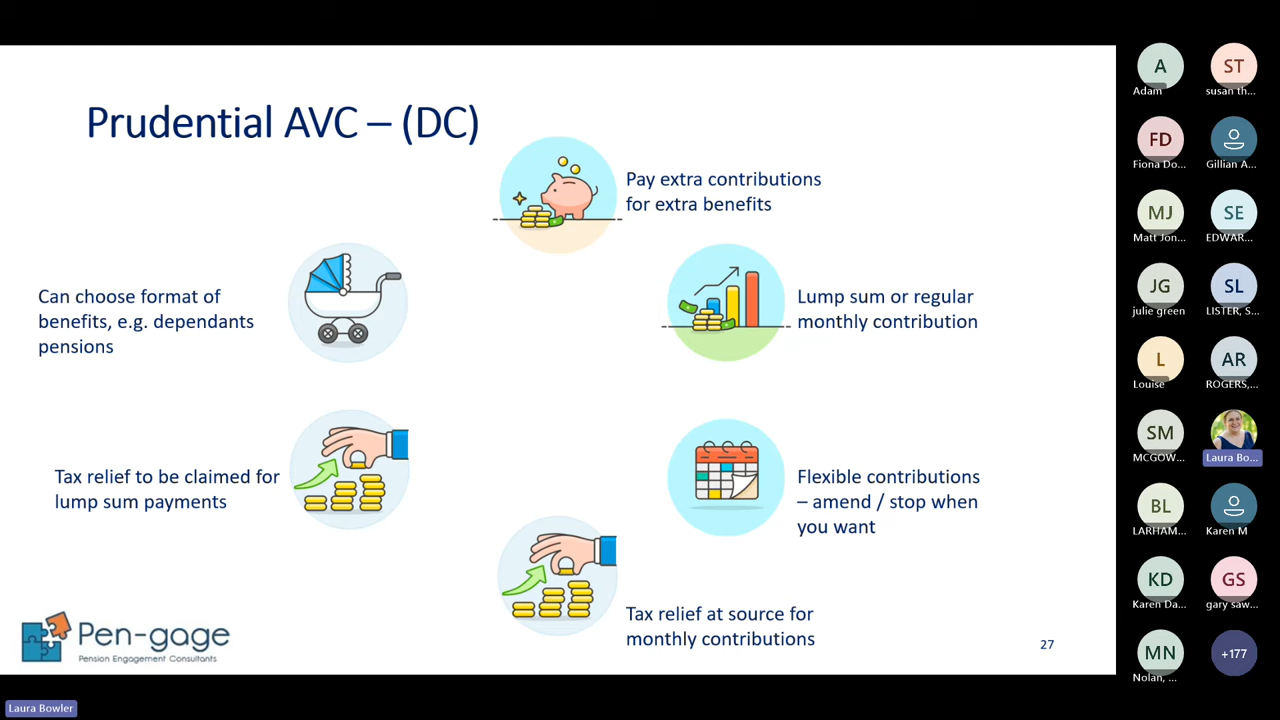 Prudential AVC – (DC)
Pay extra contributions
for extra benefits
Can choose format of
benefits, e.g. dependants
pensions
Lump sum or regular
monthly contribution
Tax relief to be claimed for
lump sum payments
Flexible contributions
– amend / stop when
you want
Tax relief at source for
monthly contributions
Pen-gage
Pension Engagement Consultants
27
A
Adam
ST
susan th...
FD
Fiona Do...
Gillian A...
MJ
Matt Jon...
SE
EDWAR...
JG
julie green
SL
LISTER, S...
L
Louise
AR
ROGERS,...
SM
MCGOW...
Laura Bo...
BL
LARHAM...
Karen M
KD
Karen Da...
GS
gary saw...
MN
Nolan, ...
+177
Laura Bowler